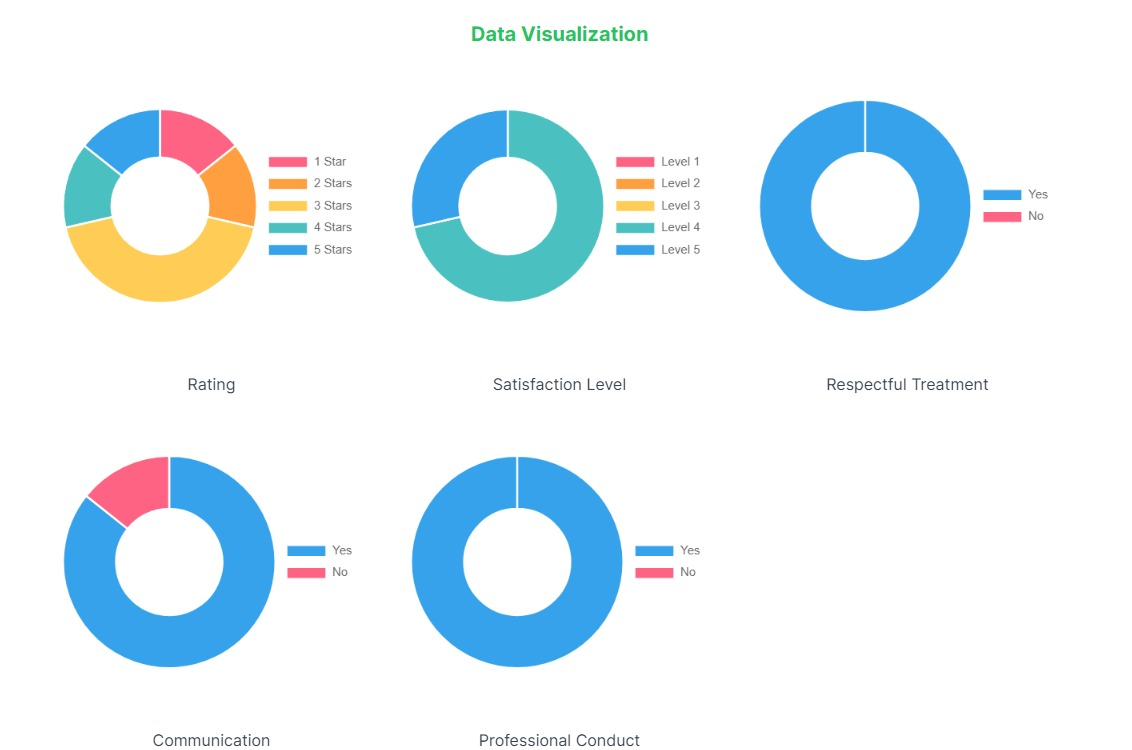 Data Visualization
1 Star
2 Stars
3 Stars
4 Stars
5 Stars
Rating
Level 1
Level 2
Level 3
Level 4
Level 5
Satisfaction Level
Yes
No
Respectful Treatment
Yes
No
Communication
Yes
No
Professional Conduct